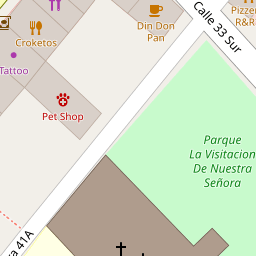 Pizzer
R&R
Din Don
Pan
Calle 33 Sur
Croketos
Tattoo
Pet Shop
Parque
La Visitacion
De Nuestra
Señora
a 41A